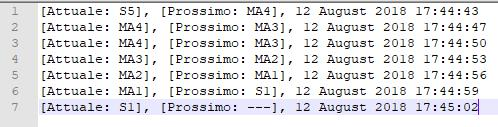 1 [Attuale: S5], [Prossimo: MA4], 12 August 2018 17:44:43
2 [Attuale: MA4], [Prossimo: MA3], 12 August 2018 17:44:47
3 [Attuale: MA4], [Prossimo: MA3], 12 August 2018 17:44:50
4 [Attuale: MA3], [Prossimo: MA2], 12 August 2018 17:44:53
5 [Attuale: MA2], [Prossimo: MA1], 12 August 2018 17:44:56
6 [Attuale: MA1], [Prossimo: S1], 12 August 2018 17:44:59
7 [Attuale: S1], [Prossimo: ---], 12 August 2018 17:45:02